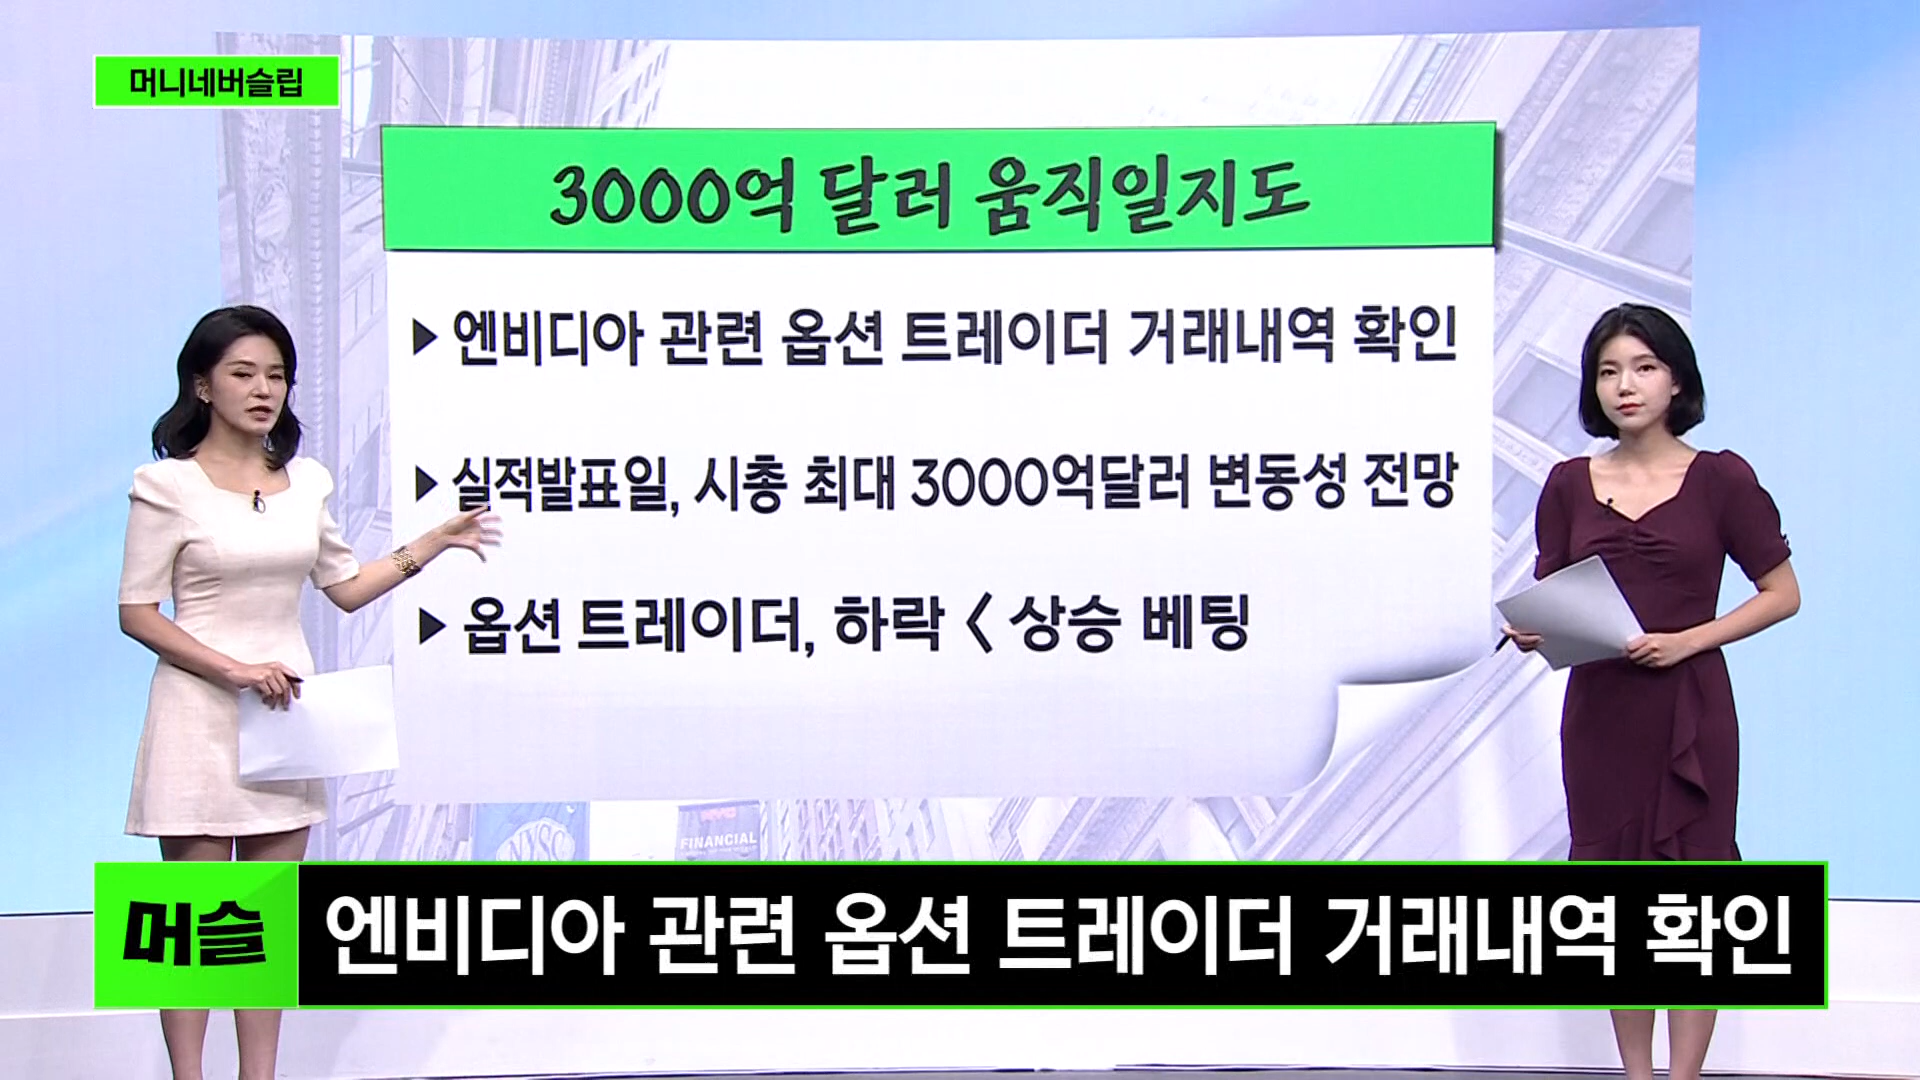 머니네버슬립
3000억 달러 움직일지도
▶ 엔비디아 관련 옵션 트레이더 거래내역 확인
▶ 실적발표일, 시총 최대 3000억달러 변동성 전망
▶ 옵션 트레이더, 하락 < 상승 베팅
NYSC
NYC
FINANCIAL
머슬
엔비디아 관련 옵션 트레이더 거래내역 확인